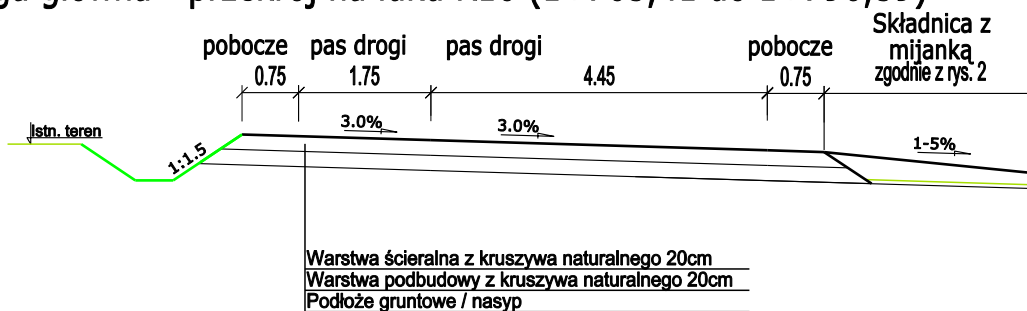 Składnica z
mijanką
zgodnie z rys. 2
pobocze pas drogi pas drogi pobocze
0.75 1.75 4.45 0.75
Istn. teren
1:1.5
3.0% 3.0%
1-5%
Warstwa ścieralna z kruszywa naturalnego 20cm
Warstwa podbudowy z kruszywa naturalnego 20cm
Podłoże gruntowe / nasyp